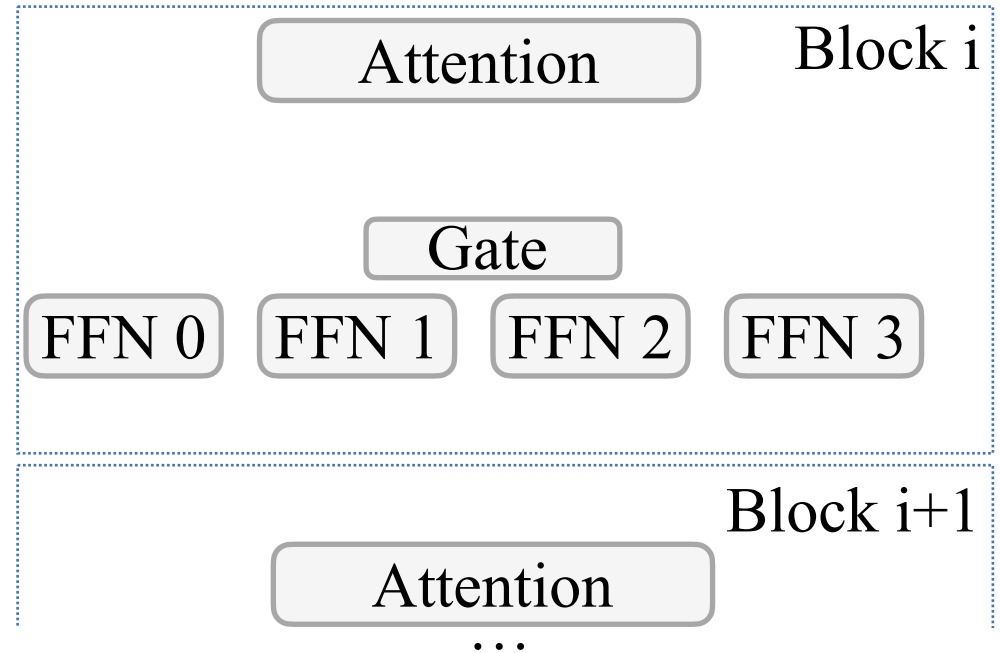 Attention
Block i
Gate
FFN 0
FFN 1
FFN 2
FFN 3
Block i+1
Attention
...